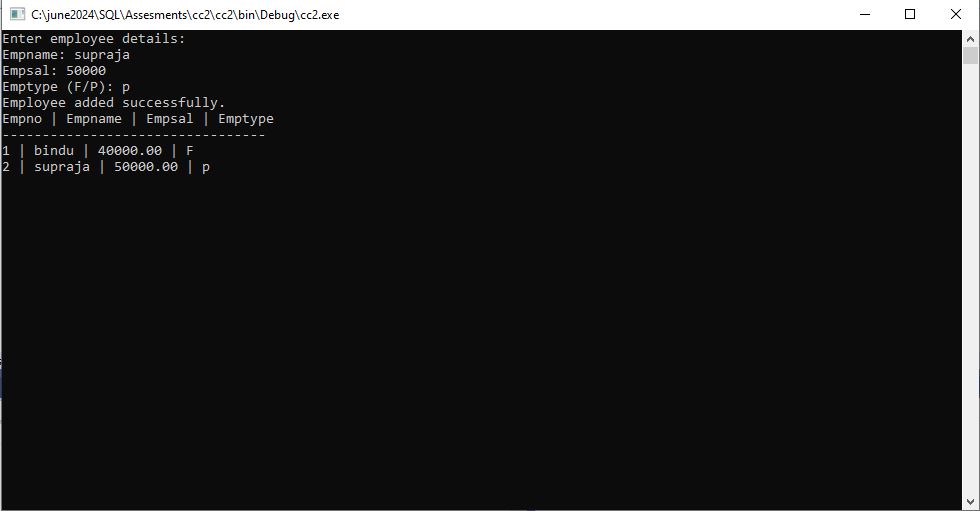 C:\june2024\SQL\Assesments\cc2\cc2\bin\Debug\cc2.exe
Enter employee details:
Empname: supraja
Empsal: 50000
Emptype (F/P): p
Employee added successfully.
Empno | Empname | Empsal | Emptype
---------------------------------
1 | bindu | 40000.00 | F
2 | supraja | 50000.00 | p